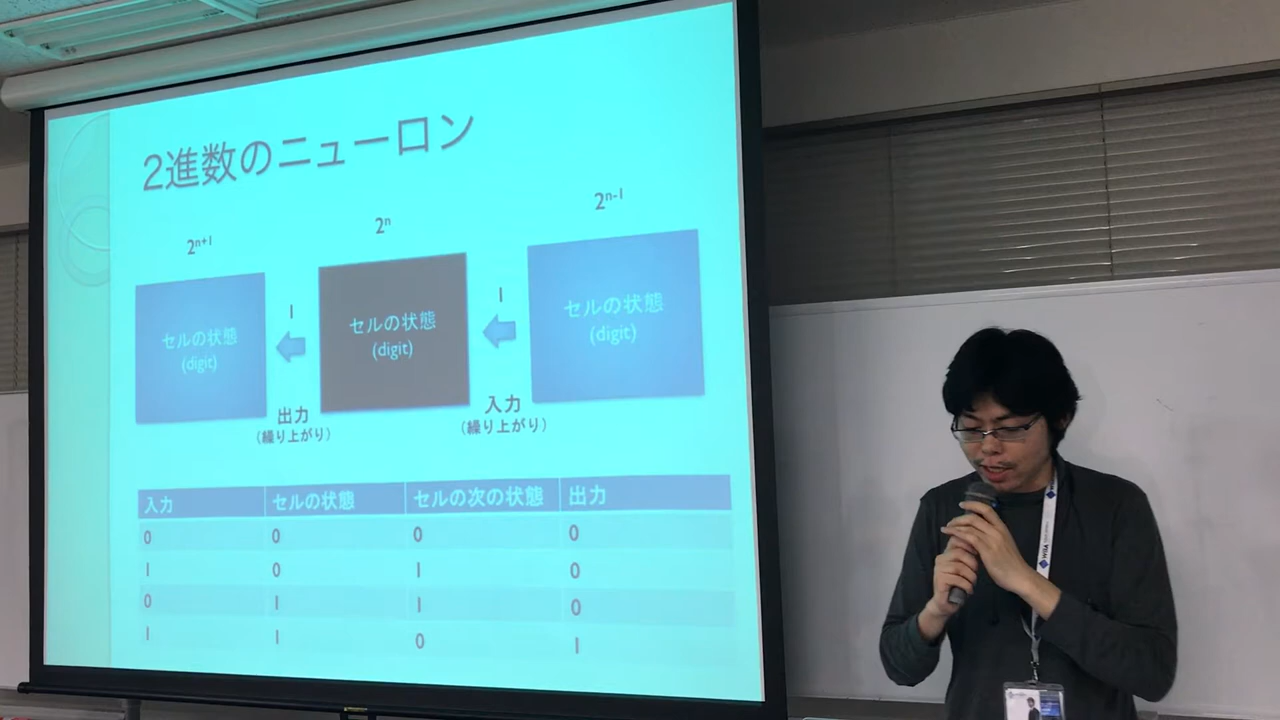 2進数のニューロン
2ⁿ⁺¹
2ⁿ
2ⁿ⁻¹
セルの状態
(digit)
1
セルの状態
(digit)
1
セルの状態
(digit)
出力
(繰り上がり)
入力
(繰り上がり)
入力 セルの状態 セルの次の状態 出力
0 0 0 0
1 0 1 0
0 1 1 0
1 1 0 1
WIZA